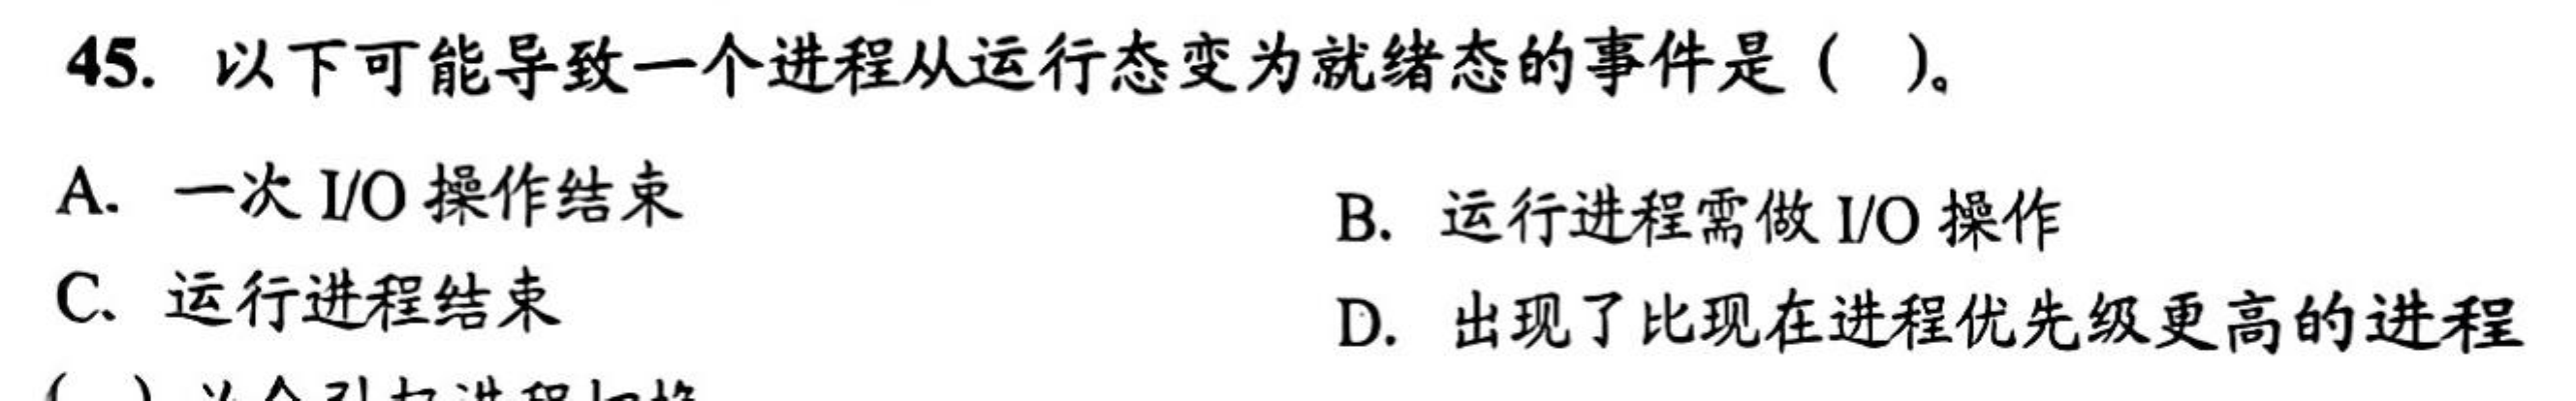 45. 以下可能导致一个进程从运行态变为就绪态的事件是（ ）。
A. 一次 I/O 操作结束
B. 运行进程需做 I/O 操作
C. 运行进程结束
D. 出现了比现在进程优先级更高的进程